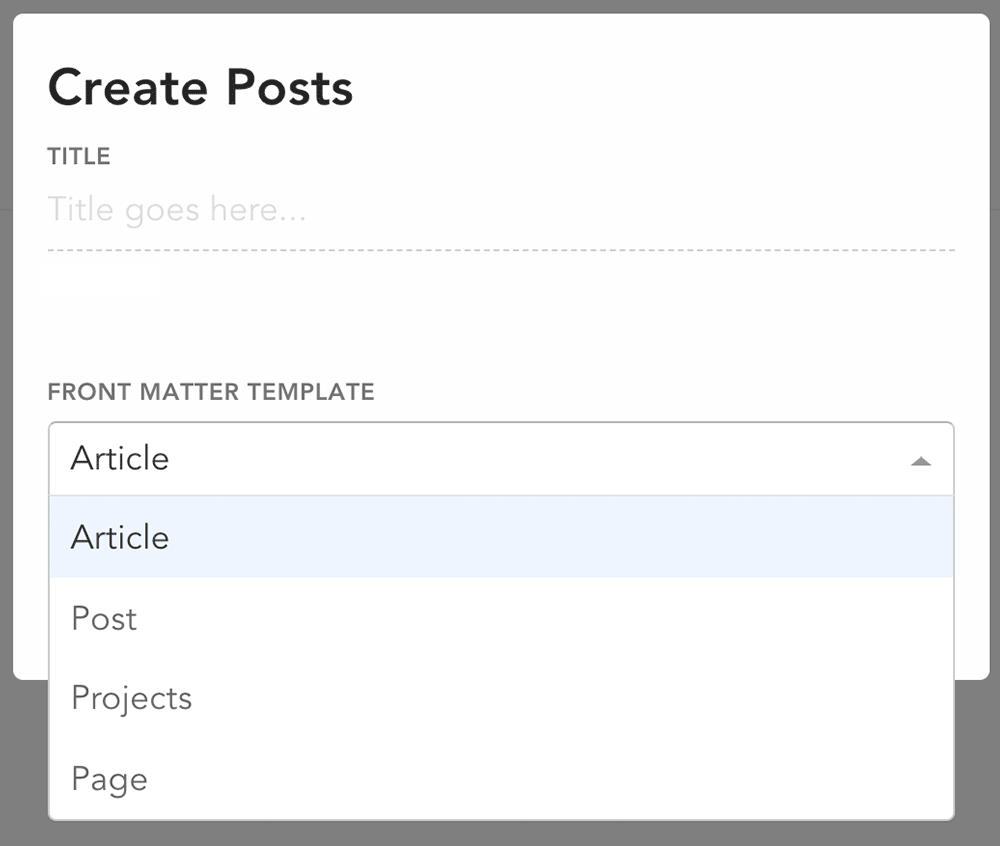 Create Posts
TITLE
Title goes here...
FRONT MATTER TEMPLATE
Article
Article
Post
Projects
Page